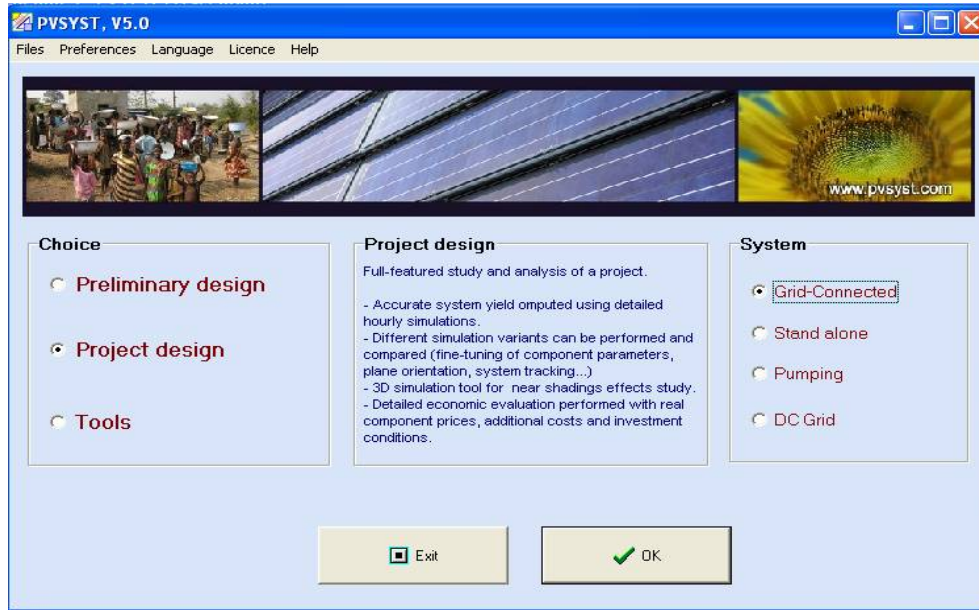 PVSYST, V5.0
Files Preferences Language Licence Help
www.pvsyst.com
Choice
Preliminary design
Project design
Tools
Project design
Full-featured study and analysis of a project.
- Accurate system yield omputed using detailed
hourly simulations.
- Different simulation variants can be performed and
compared (fine-tuning of component parameters,
plane orientation, system tracking...)
- 3D simulation tool for near shadings effects study.
- Detailed economic evaluation performed with real
component prices, additional costs and investment
conditions.
System
Grid-Connected
Stand alone
Pumping
DC Grid
Exit
OK